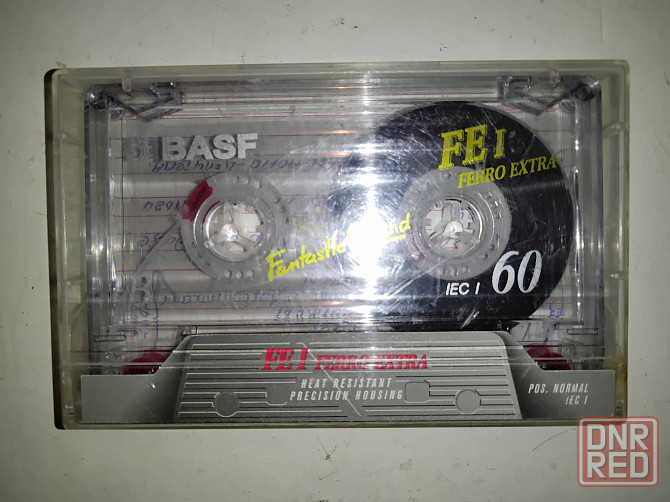 BASF
FE I
FERRO EXTRA
Fantastic Sound
IEC I 60
FE I FERRO EXTRA
HEAT RESISTANT
PRECISION HOUSING
POS. NORMAL
IEC I
DNR
RED